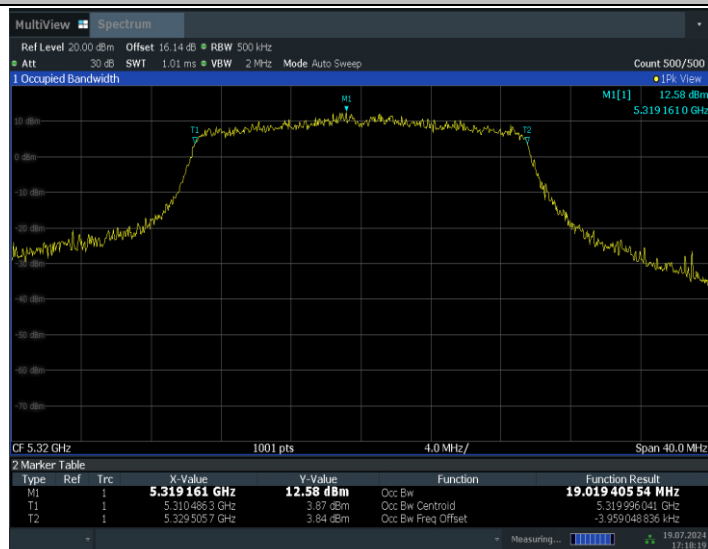 MultiView Spectrum
Ref Level 20.00 dBm Offset 16.14 dB RBW 500 kHz
Att 30 dB SWT 1.01 ms VBW 2 MHz Mode Auto Sweep Count 500/500
1 Occupied Bandwidth 1Pk View
M1[1] 12.58 dBm
5.319 161 0 GHz
M1
10 dBm
T1
T2
0 dBm
-10 dBm
-20 dBm
-30 dBm
-40 dBm
-50 dBm
-60 dBm
-70 dBm
CF 5.32 GHz 1001 pts 4.0 MHz/ Span 40.0 MHz
2 Marker Table
Type Ref Trc X-Value Y-Value Function Function Result
M1 1 5.319 161 GHz 12.58 dBm Occ Bw 19.019 405 54 MHz
T1 1 5.310 486 3 GHz 3.87 dBm Occ Bw Centroid 5.319 996 041 GHz
T2 1 5.329 505 7 GHz 3.84 dBm Occ Bw Freq Offset -3.959 048 836 kHz
Measuring... 19.07.2024
17:18:19